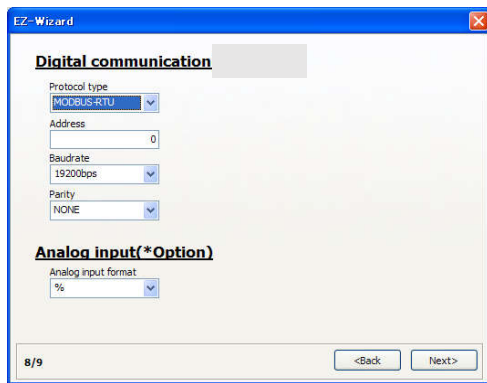 EZ-Wizard
Digital communication
Protocol type
MODBUS-RTU
Address
0
Baudrate
19200bps
Parity
NONE
Analog input(*Option)
Analog input format
%
8/9
<Back
Next>